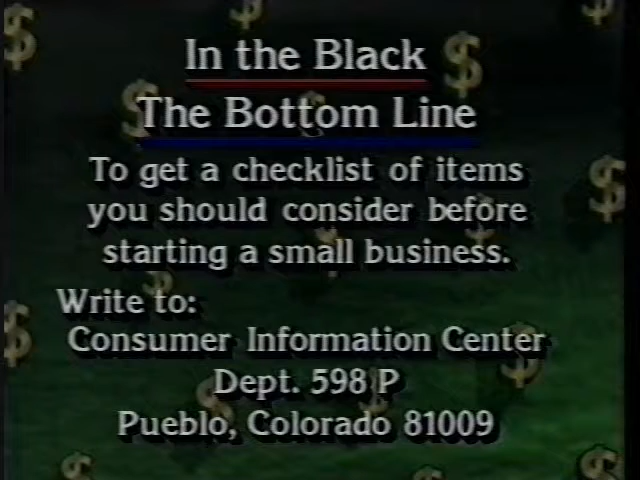 In the Black
The Bottom Line
To get a checklist of items
you should consider before
starting a small business.
Write to:
Consumer Information Center
Dept. 598 P
Pueblo, Colorado 81009